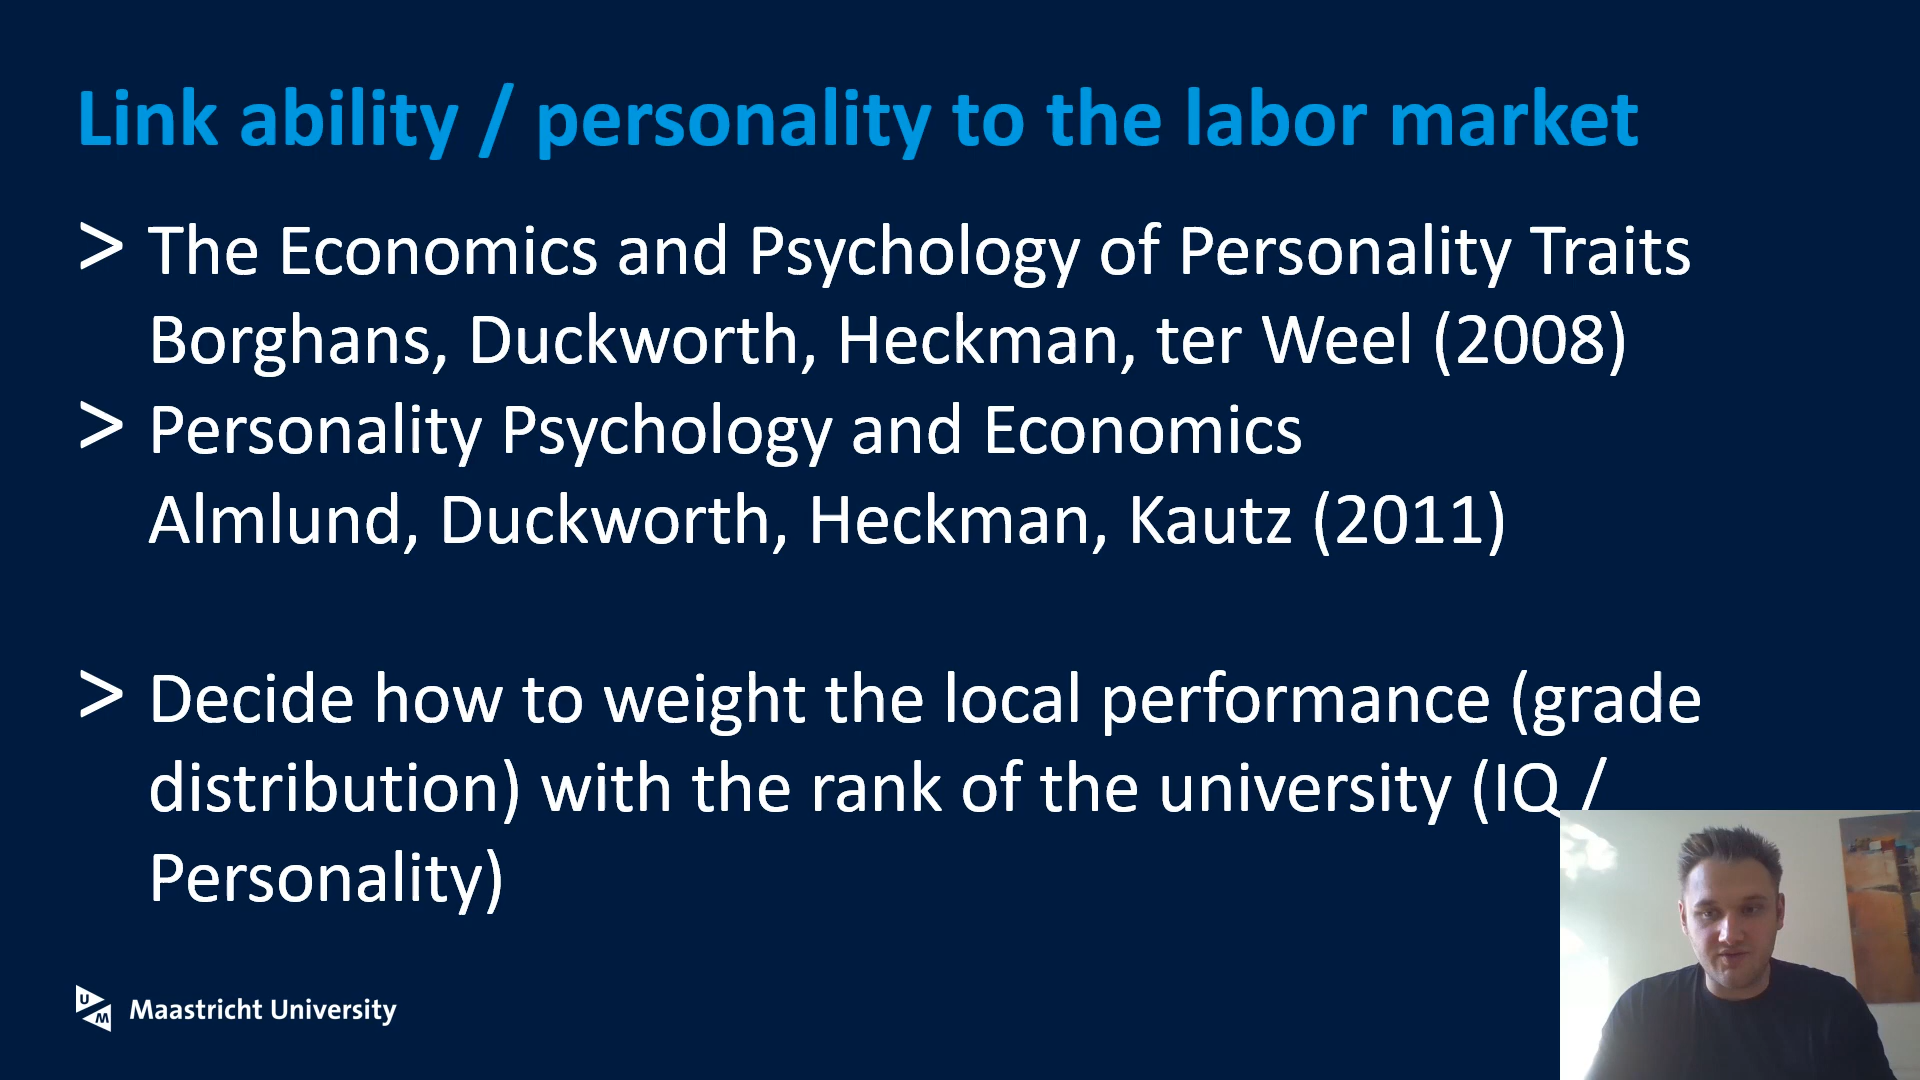 Link ability / personality to the labor market
> The Economics and Psychology of Personality Traits
Borghans, Duckworth, Heckman, ter Weel (2008)
> Personality Psychology and Economics
Almlund, Duckworth, Heckman, Kautz (2011)
> Decide how to weight the local performance (grade
distribution) with the rank of the university (IQ /
Personality)
UM Maastricht University